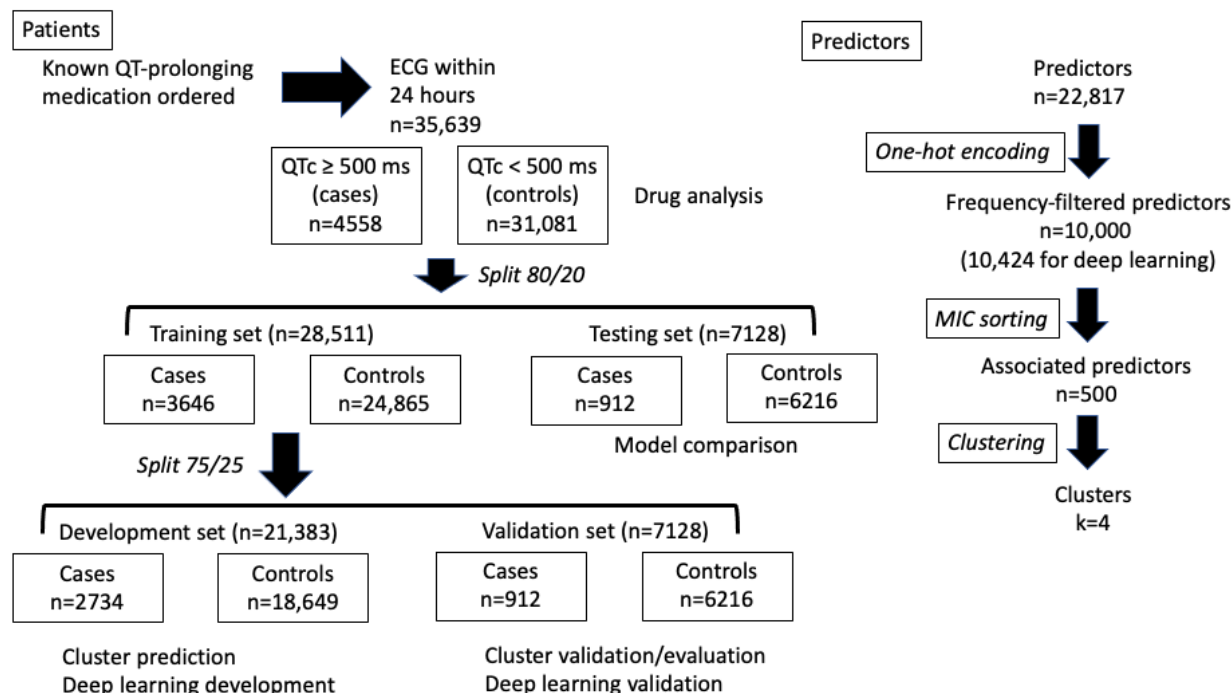 Patients
Known QT-prolonging
medication ordered
ECG within
24 hours
n=35,639
QTc ≥ 500 ms
(cases)
n=4558
QTc < 500 ms
(controls)
n=31,081
Drug analysis
Split 80/20
Training set (n=28,511)
Cases
n=3646
Controls
n=24,865
Testing set (n=7128)
Cases
n=912
Controls
n=6216
Model comparison
Split 75/25
Development set (n=21,383)
Cases
n=2734
Controls
n=18,649
Validation set (n=7128)
Cases
n=912
Controls
n=6216
Cluster prediction
Deep learning development
Cluster validation/evaluation
Deep learning validation
Predictors
Predictors
n=22,817
One-hot encoding
Frequency-filtered predictors
n=10,000
(10,424 for deep learning)
MIC sorting
Associated predictors
n=500
Clustering
Clusters
k=4